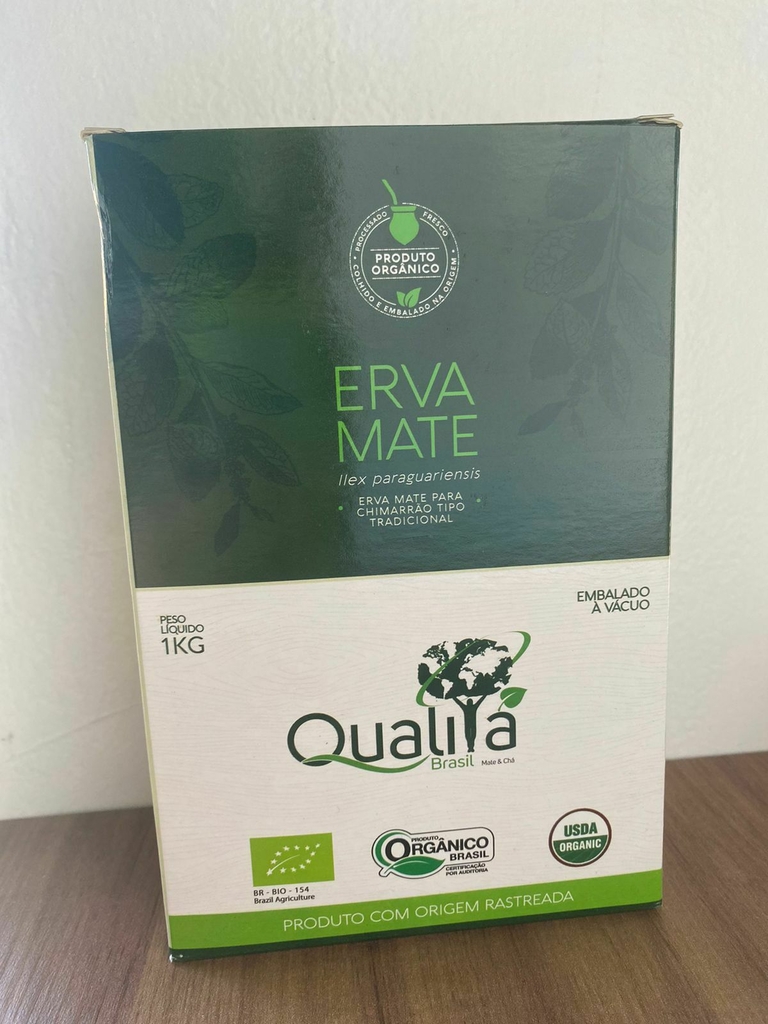 PROCESSADO FRESCO
PRODUTO
ORGÂNICO
COLHIDO E EMBALADO NA ORIGEM
ERVA
MATE
Ilex paraguariensis
• ERVA MATE PARA •
CHIMARRÃO TIPO
TRADICIONAL
EMBALADO
À VÁCUO
PESO
LÍQUIDO
1KG
Qualitá
Brasil Mate & Chá
PRODUTO
ORGÂNICO
BRASIL
CERTIFICAÇÃO
POR AUDITÓRIA
USDA
ORGANIC
BR - BIO - 154
Brazil Agriculture
PRODUTO COM ORIGEM RASTREADA